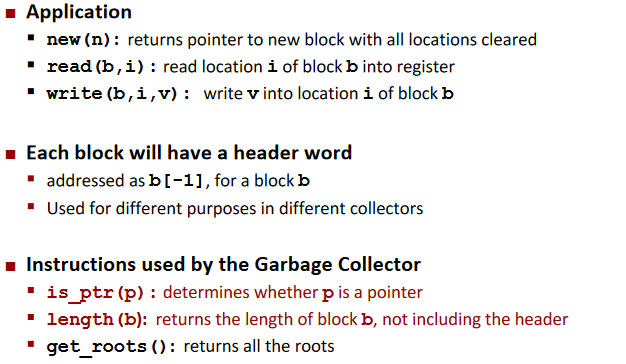 Application
new(n): returns pointer to new block with all locations cleared
read(b,i): read location i of block b into register
write(b,i,v): write v into location i of block b
Each block will have a header word
addressed as b[-1], for a block b
Used for different purposes in different collectors
Instructions used by the Garbage Collector
is_ptr(p): determines whether p is a pointer
length(b): returns the length of block b, not including the header
get_roots(): returns all the roots